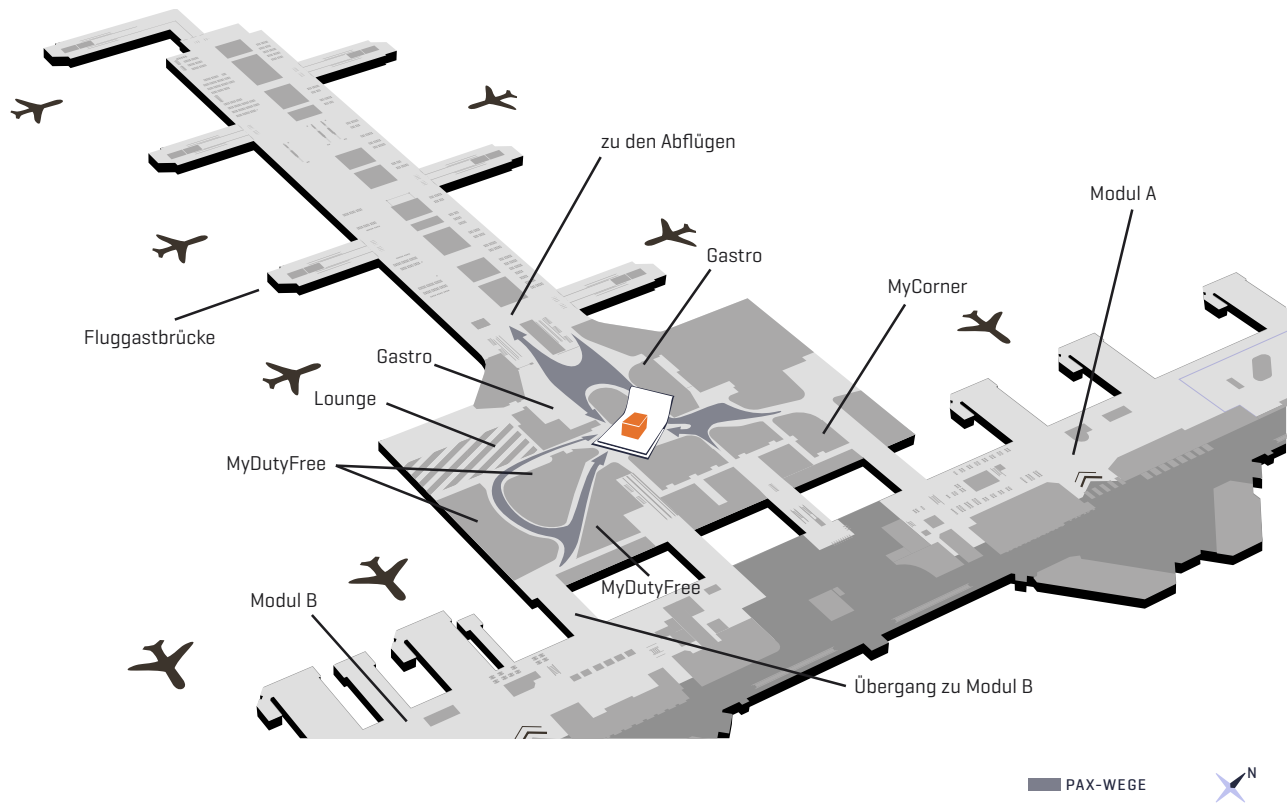 zu den Abflügen
Modul A
Gastro
MyCorner
Fluggastbrücke
Gastro
Lounge
MyDutyFree
MyDutyFree
Modul B
Übergang zu Modul B
PAX-WEGE
N